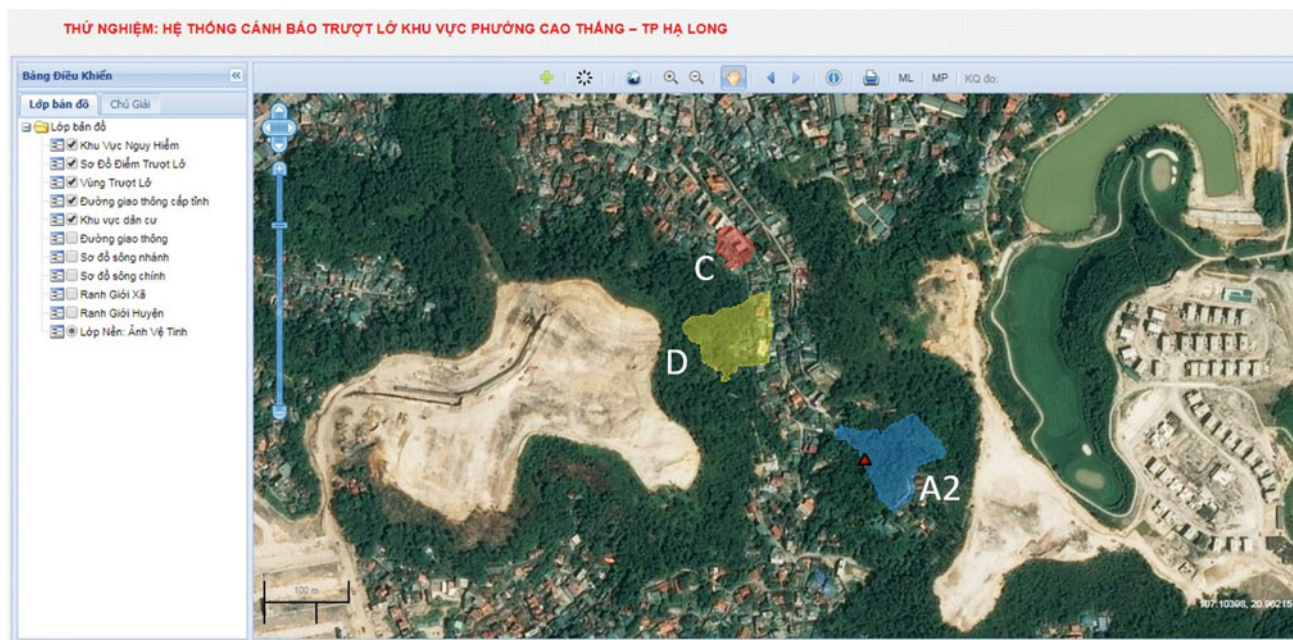 THỬ NGHIỆM: HỆ THỐNG CẢNH BÁO TRƯỢT LỞ KHU VỰC PHƯỜNG CAO THẮNG – TP HẠ LONG
Bảng Điều Khiển
ML MP KQ đo:
Lớp bản đồ Chú Giải
Lớp bản đồ
Khu Vực Nguy Hiểm
Sơ Đồ Điểm Trượt Lở
Vùng Trượt Lở
Đường giao thông cấp tỉnh
Khu vực dân cư
Đường giao thông
Sơ đồ sông nhánh
Sơ đồ sông chính
Ranh Giới Xã
Ranh Giới Huyện
Lớp Nền: Ảnh Vệ Tinh
C
D
A2
100 m
107.10398, 20.96215